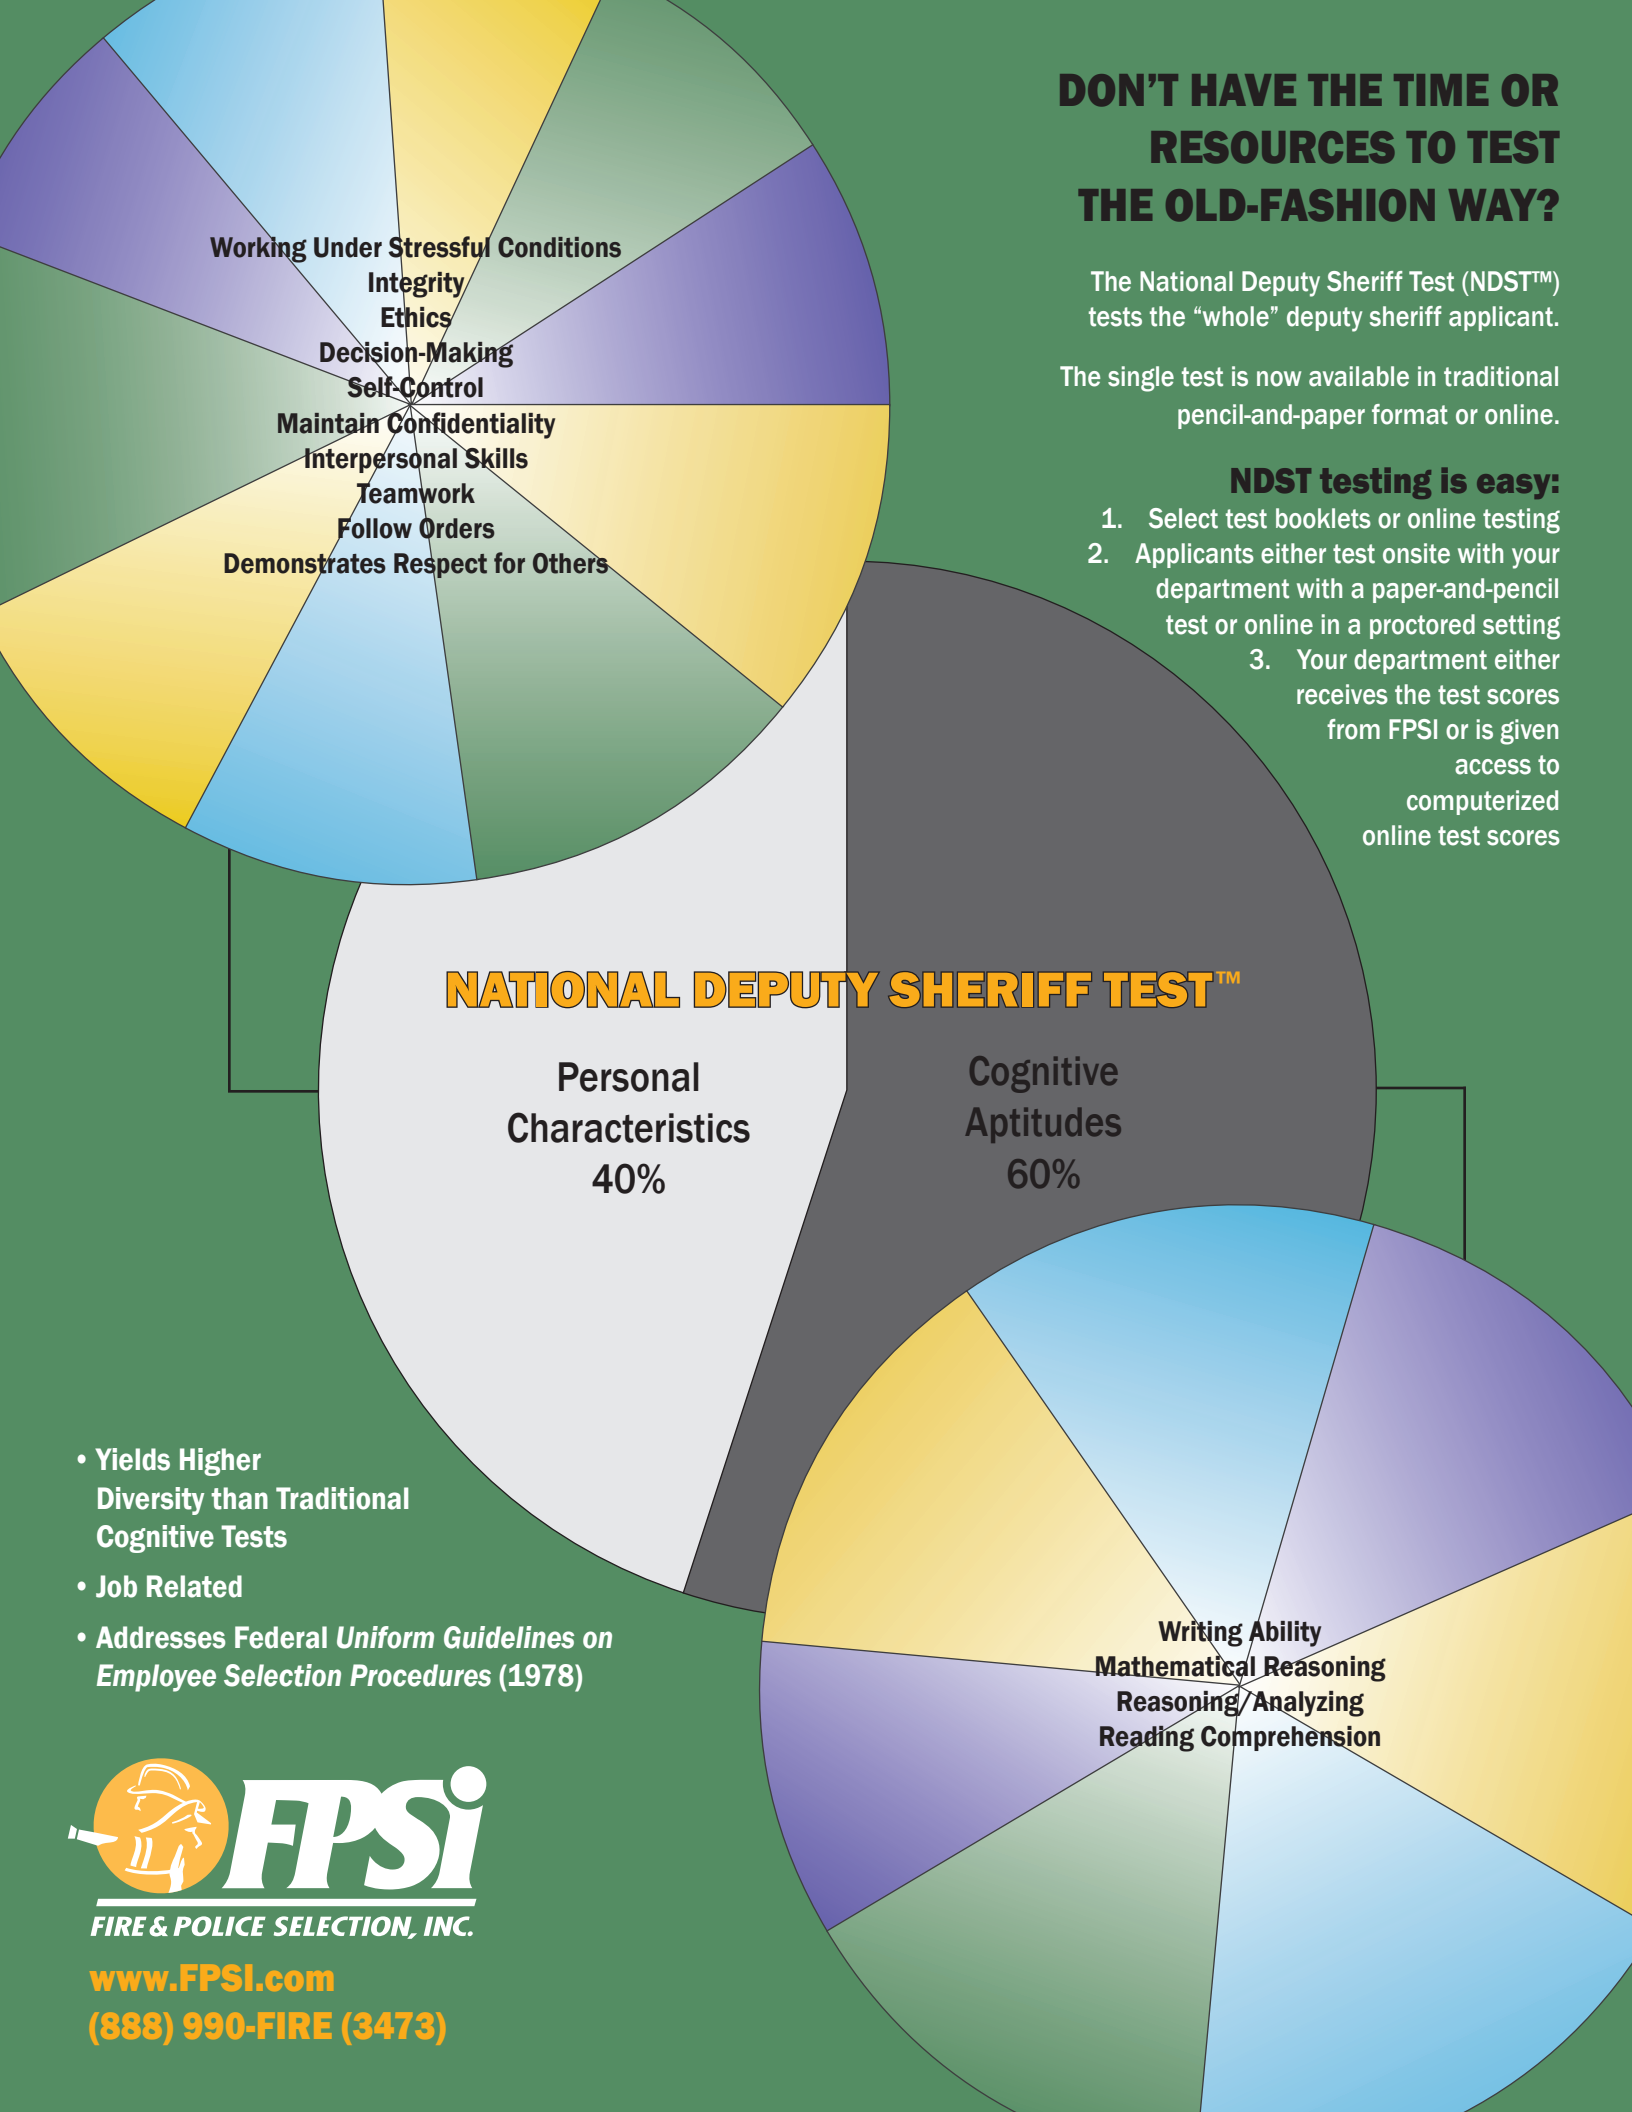 DON'T HAVE THE TIME OR
RESOURCES TO TEST
THE OLD-FASHION WAY?
The National Deputy Sheriff Test (NDST™)
tests the “whole” deputy sheriff applicant.
The single test is now available in traditional
pencil-and-paper format or online.
NDST testing is easy:
1. Select test booklets or online testing
2. Applicants either test onsite with your
department with a paper-and-pencil
test or online in a proctored setting
3. Your department either
receives the test scores
from FPSI or is given
access to
computerized
online test scores
Working Under Stressful Conditions
Integrity
Ethics
Decision-Making
Self-Control
Maintain Confidentiality
Interpersonal Skills
Teamwork
Follow Orders
Demonstrates Respect for Others
NATIONAL DEPUTY SHERIFF TEST™
Personal
Characteristics
40%
Cognitive
Aptitudes
60%
Writing Ability
Mathematical Reasoning
Reasoning/Analyzing
Reading Comprehension
• Yields Higher
Diversity than Traditional
Cognitive Tests
• Job Related
• Addresses Federal Uniform Guidelines on
Employee Selection Procedures (1978)
FPSi
FIRE & POLICE SELECTION, INC.
www.FPSI.com
(888) 990-FIRE (3473)